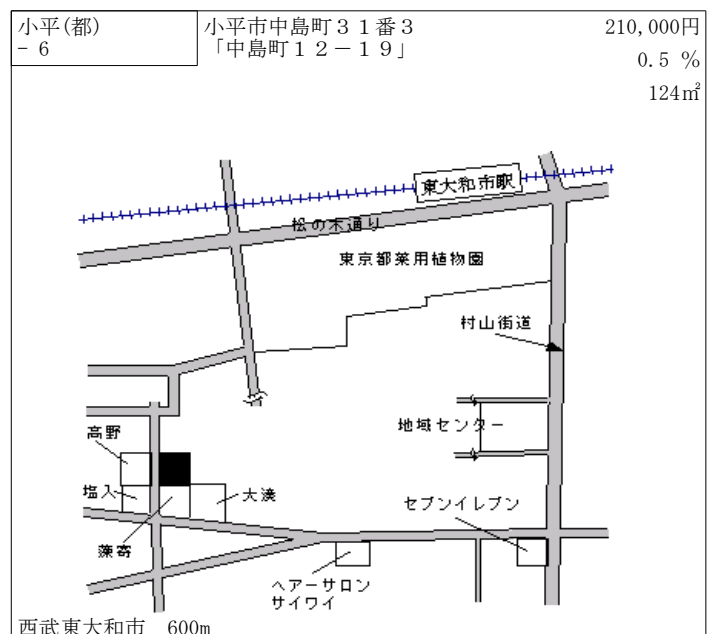 小平(都)
－6
小平市中島町３１番３
「中島町１２－１９」
210,000円
0.5 %
124㎡
東大和市駅
松の木通り
東京都薬用植物園
村山街道
地域センター
高野
塩入
大湊
セブンイレブン
藻寄
ヘアーサロン
サイワイ
西武東大和市 600m